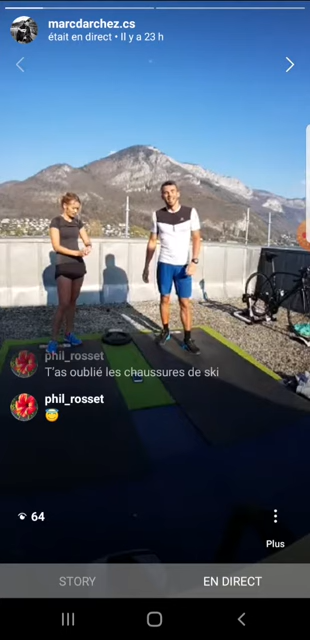 marcdarchez.cs
était en direct • Il y a 23 h
phil_rosset
T'as oublié les chaussures de ski
phil_rosset
64
Plus
STORY
EN DIRECT